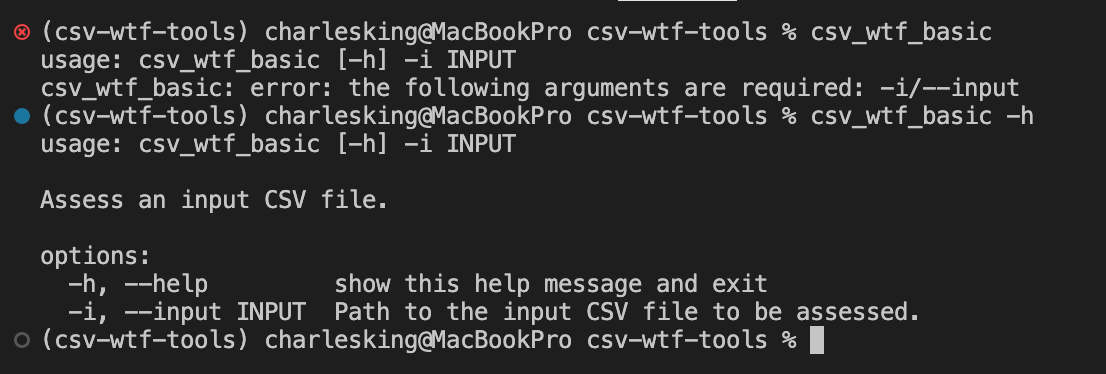 (csv-wtf-tools) charlesking@MacBookPro csv-wtf-tools % csv_wtf_basic
usage: csv_wtf_basic [-h] -i INPUT
csv_wtf_basic: error: the following arguments are required: -i/--input
(csv-wtf-tools) charlesking@MacBookPro csv-wtf-tools % csv_wtf_basic -h
usage: csv_wtf_basic [-h] -i INPUT

Assess an input CSV file.

options:
  -h, --help         show this help message and exit
  -i, --input INPUT  Path to the input CSV file to be assessed.
(csv-wtf-tools) charlesking@MacBookPro csv-wtf-tools %